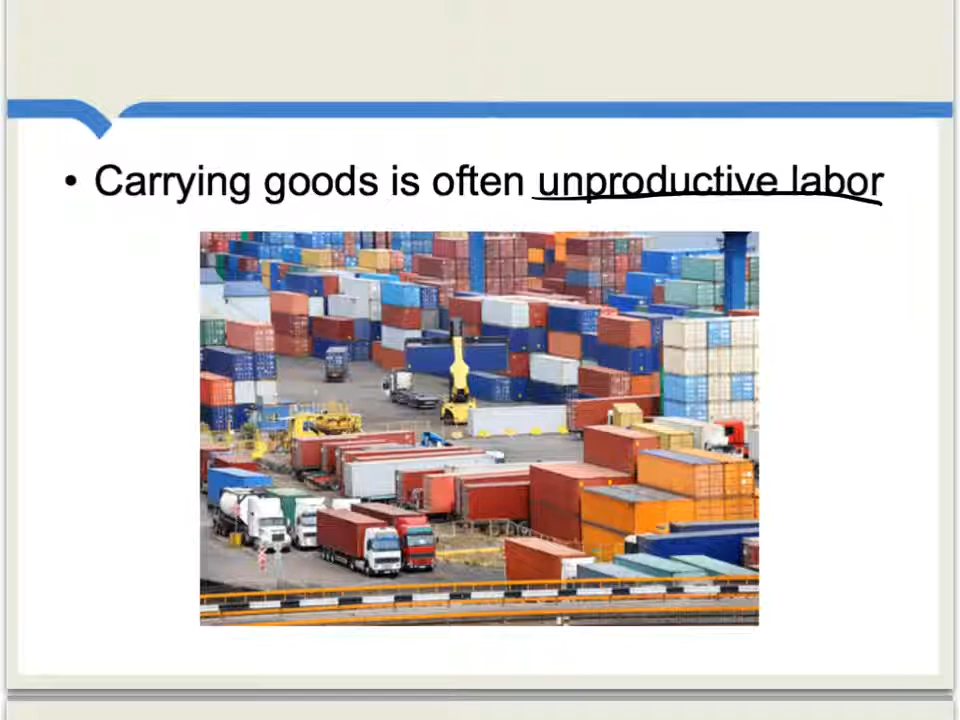 • Carrying goods is often unproductive labor